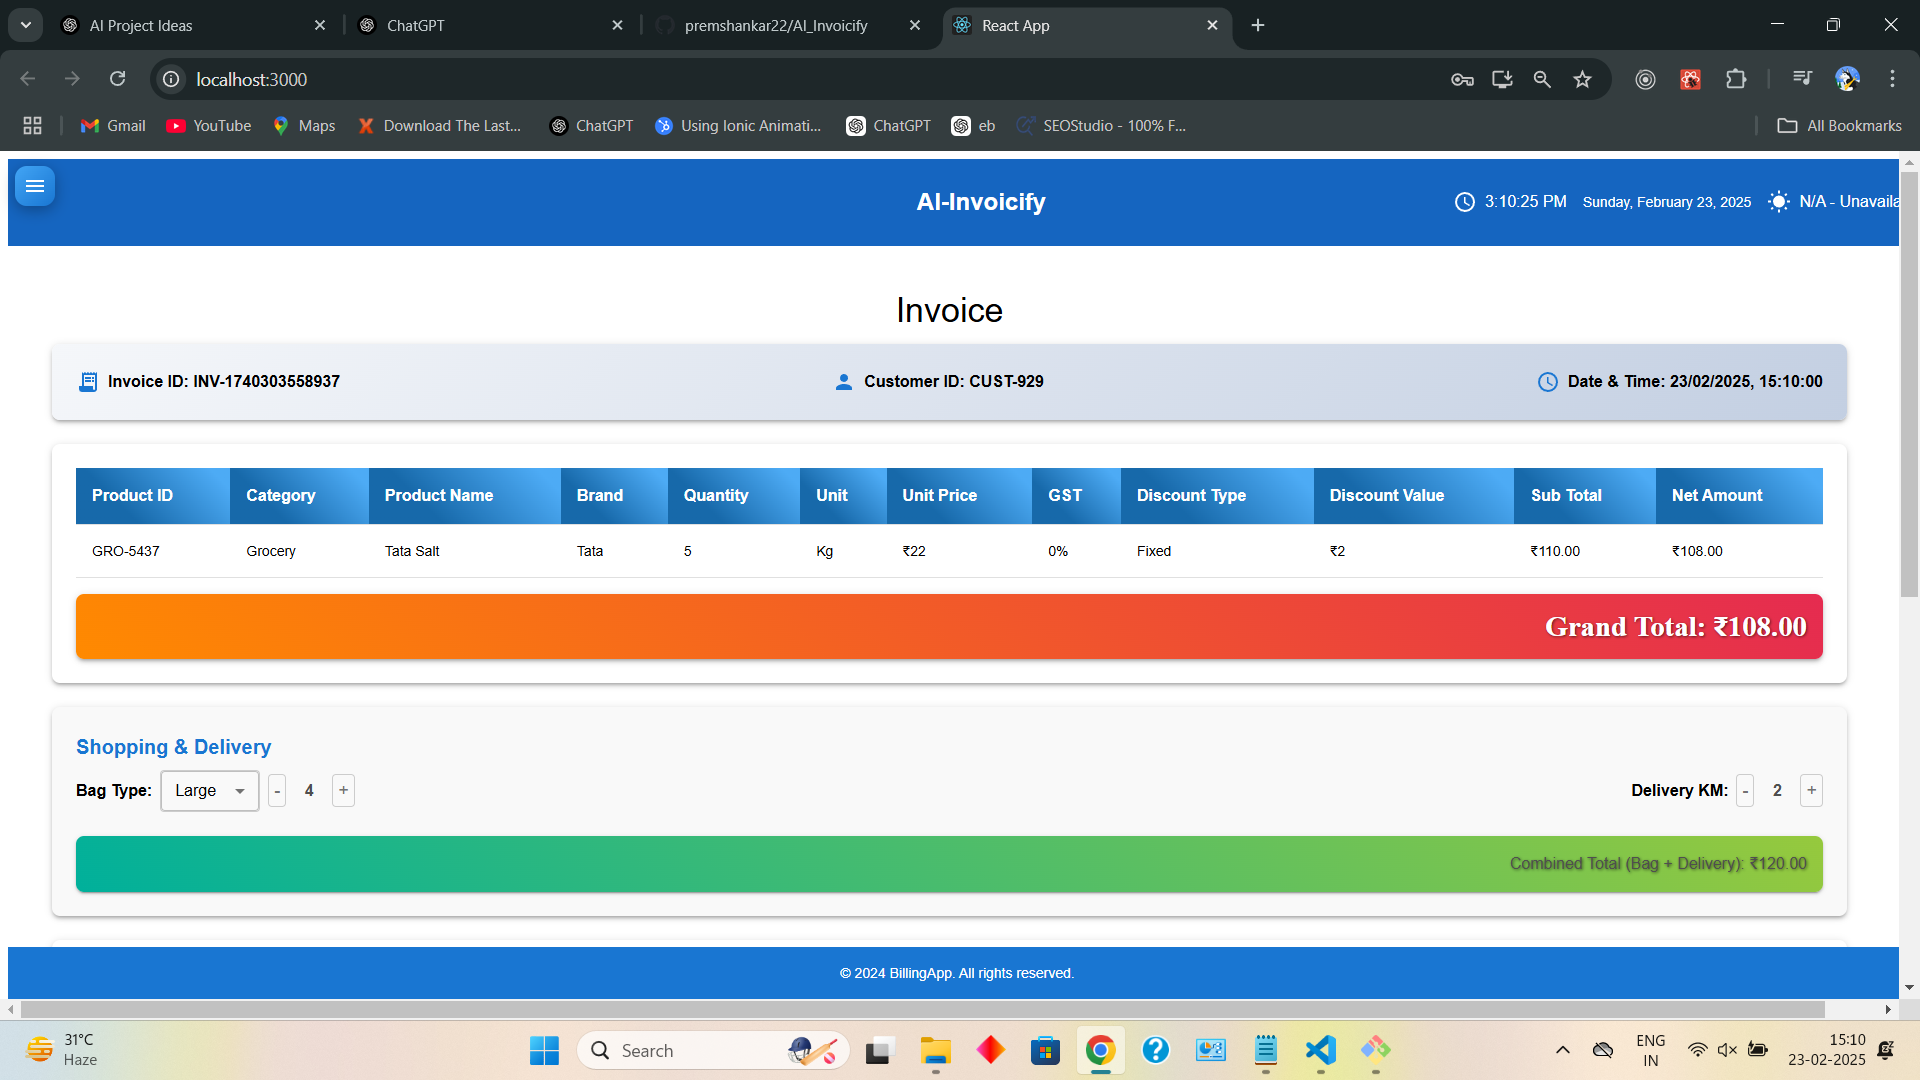 AI Project Ideas
ChatGPT
premshankar22/AI_Invoicify
React App
localhost:3000
Gmail
YouTube
Maps
Download The Last...
ChatGPT
Using Ionic Animati...
ChatGPT
eb
SEOStudio - 100% F...
All Bookmarks
AI-Invoicify
3:10:25 PM
Sunday, February 23, 2025
N/A - Unavaila
Invoice
Invoice ID: INV-1740303558937
Customer ID: CUST-929
Date & Time: 23/02/2025, 15:10:00
Product ID Category Product Name Brand Quantity Unit Unit Price GST Discount Type Discount Value Sub Total Net Amount
GRO-5437 Grocery Tata Salt Tata 5 Kg ₹22 0% Fixed ₹2 ₹110.00 ₹108.00
Grand Total: ₹108.00
Shopping & Delivery
Bag Type: Large - 4 +
Delivery KM: - 2 +
Combined Total (Bag + Delivery): ₹120.00
© 2024 BillingApp. All rights reserved.
31°C
Haze
Search
ENG
IN
15:10
23-02-2025